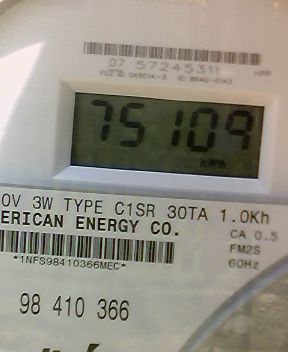 07 57245311
75109
kWh
0V 3W TYPE C1SR 30TA 1.0Kh
ERICAN ENERGY CO.
CA 0.5
FM2S
60Hz
*1NFS98410366MEC*
98 410 366